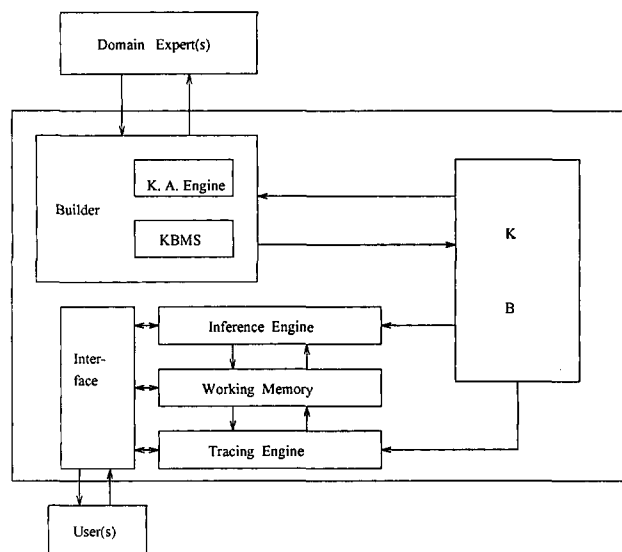 Domain Expert(s)
K. A. Engine
Builder
KBMS
K
B
Inference Engine
Inter-
face
Working Memory
Tracing Engine
User(s)